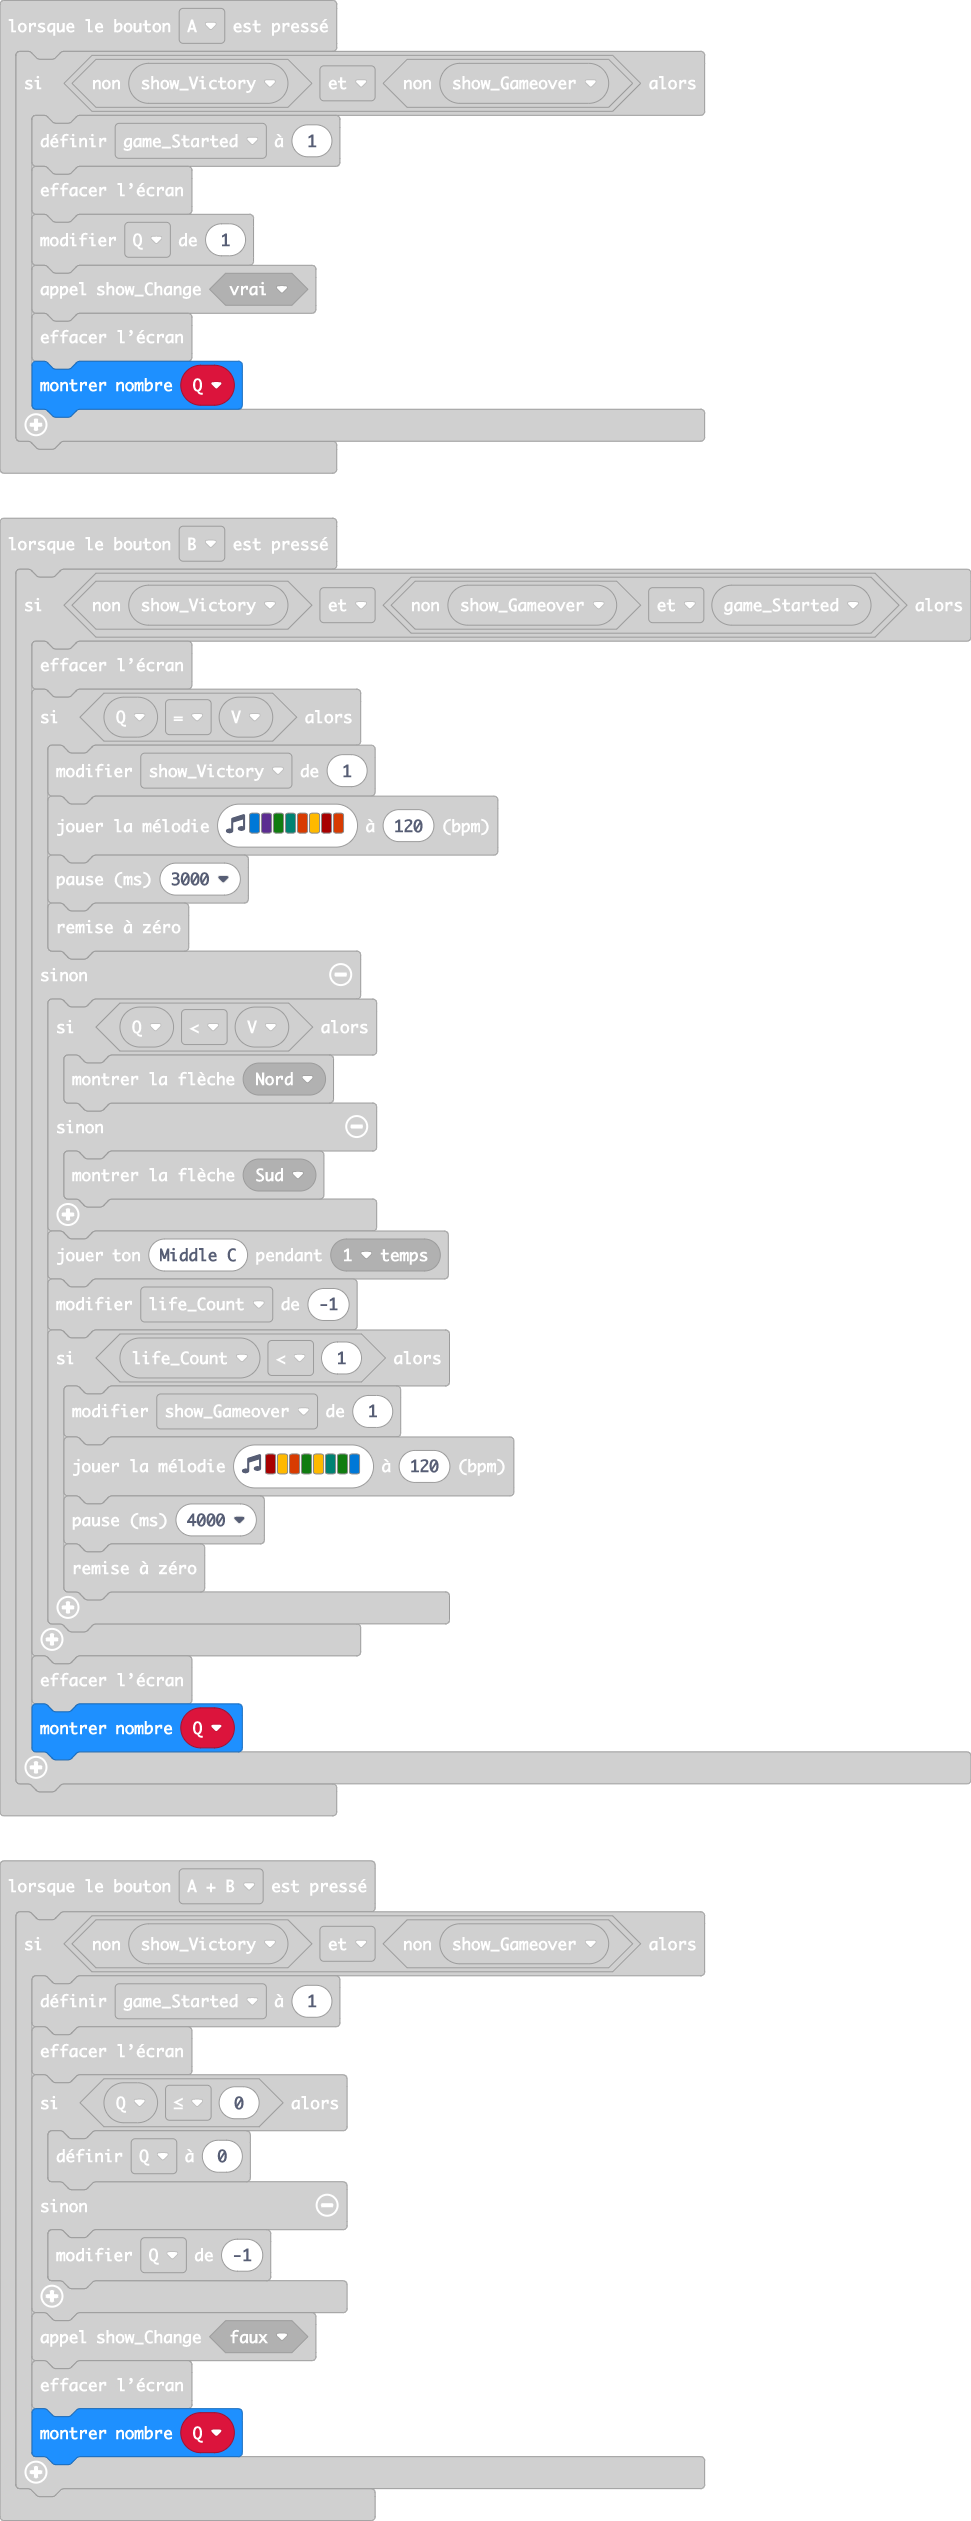 lorsque le bouton A est pressé
si non show_Victory et non show_Gameover alors
définir game_Started à 1
effacer l'écran
modifier Q de 1
appel show_Change vrai
effacer l'écran
montrer nombre Q
lorsque le bouton B est pressé
si non show_Victory et non show_Gameover et game_Started alors
effacer l'écran
si Q = V alors
modifier show_Victory de 1
jouer la mélodie à 120 (bpm)
pause (ms) 3000
remise à zéro
sinon
si Q < V alors
montrer la flèche Nord
sinon
montrer la flèche Sud
jouer ton Middle C pendant 1 temps
modifier life_Count de -1
si life_Count < 1 alors
modifier show_Gameover de 1
jouer la mélodie à 120 (bpm)
pause (ms) 4000
remise à zéro
effacer l'écran
montrer nombre Q
lorsque le bouton A + B est pressé
si non show_Victory et non show_Gameover alors
définir game_Started à 1
effacer l'écran
si Q ≤ 0 alors
définir Q à 0
sinon
modifier Q de -1
appel show_Change faux
effacer l'écran
montrer nombre Q